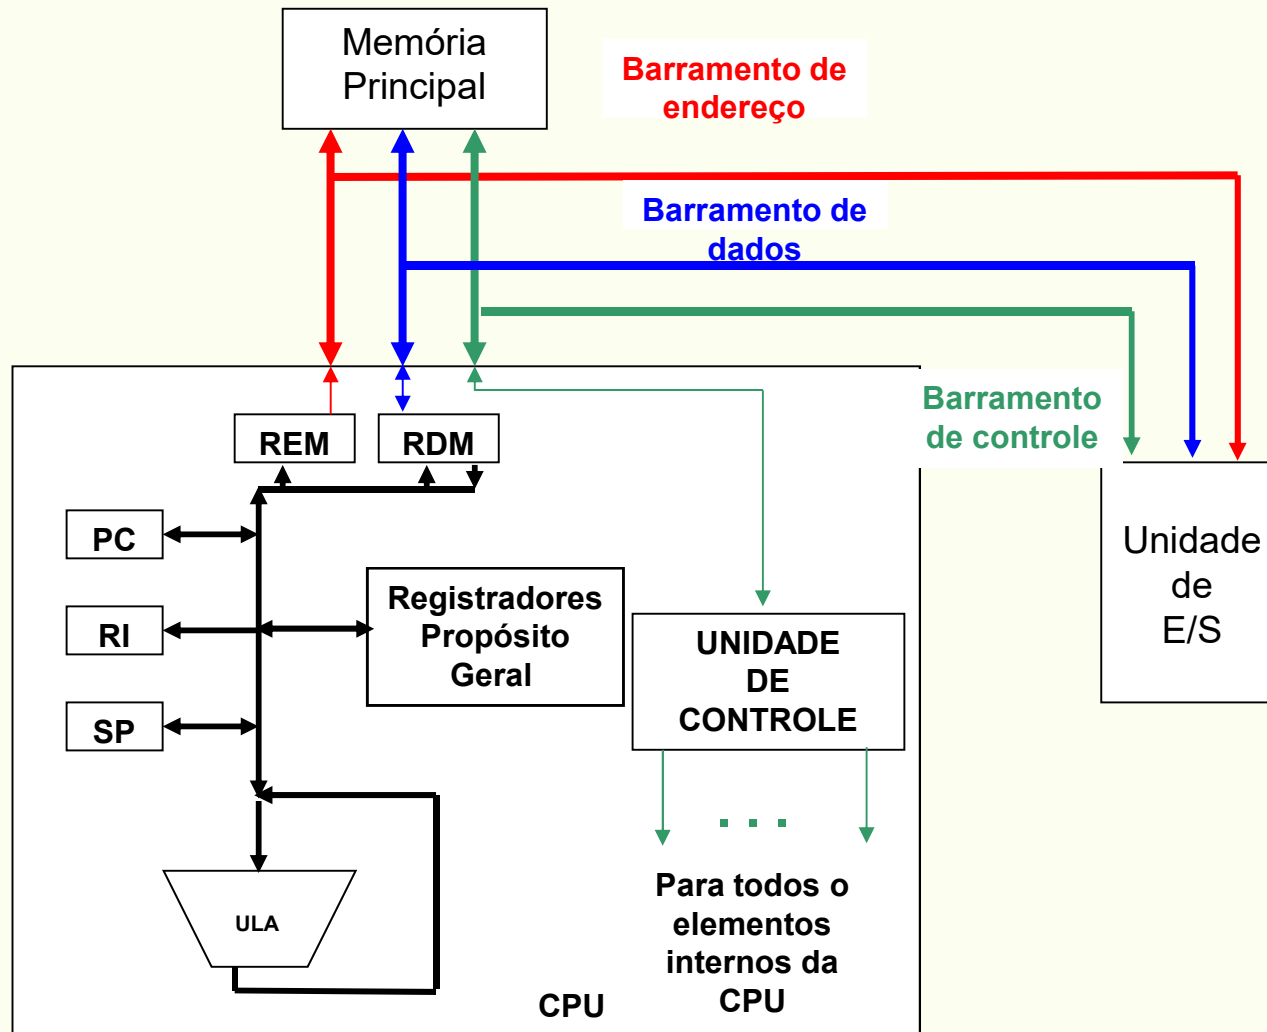 Memória
Principal
Barramento de
endereço
Barramento de
dados
Barramento
de controle
REM
RDM
PC
RI
SP
Registradores
Propósito
Geral
UNIDADE
DE
CONTROLE
Unidade
de
E/S
. . .
ULA
Para todos o
elementos
internos da
CPU
CPU